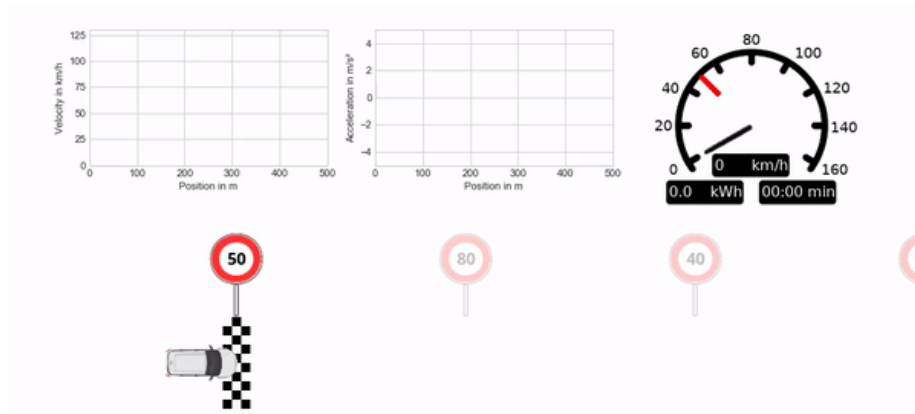 Velocity in km/h
125
100
75
50
25
0
0 100 200 300 400 500
Position in m
Acceleration in m/s²
4
2
0
−2
−4
0 100 200 300 400 500
Position in m
0
20
40
60
80
100
120
140
160
0 km/h
0.0 kWh
00:00 min
50
80
40